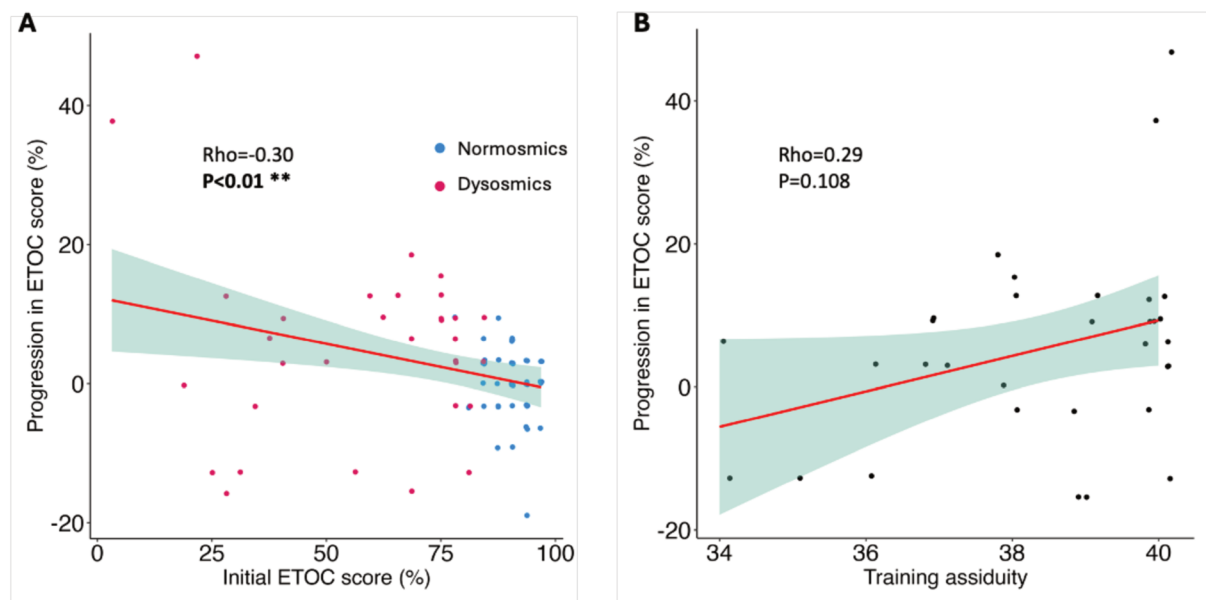 A
Progression in ETOC score (%)
40
20
0
-20
Rho=-0.30
P<0.01 **
Normosmics
Dysosmics
0 25 50 75 100
Initial ETOC score (%)
B
Progression in ETOC score (%)
40
20
0
-20
Rho=0.29
P=0.108
34 36 38 40
Training assiduity